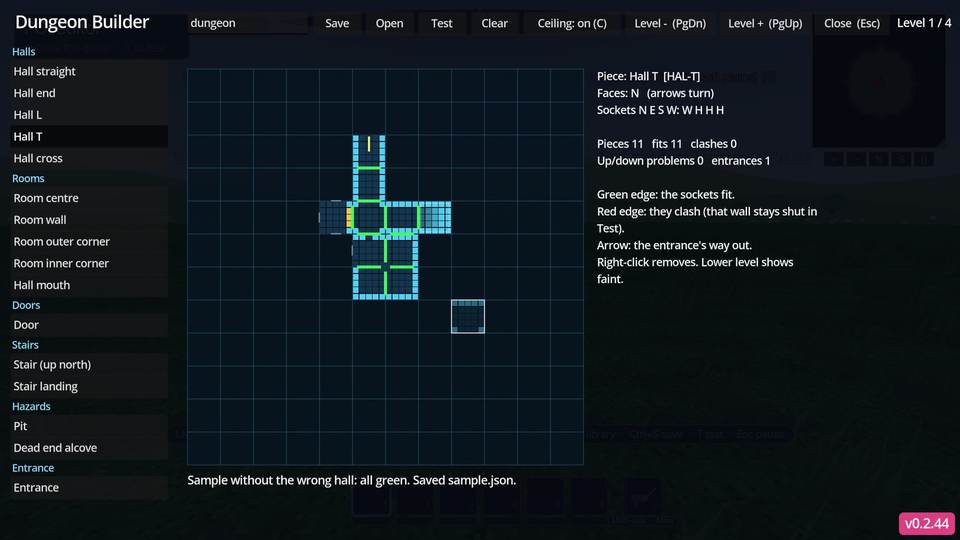 Dungeon Builder
dungeon
Save
Open
Test
Clear
Ceiling: on (C)
Level - (PgDn)
Level + (PgUp)
Close (Esc)
Level 1 / 4
Halls
Hall straight
Hall end
Hall L
Hall T
Hall cross
Rooms
Room centre
Room wall
Room outer corner
Room inner corner
Hall mouth
Doors
Door
Stairs
Stair (up north)
Stair landing
Hazards
Pit
Dead end alcove
Entrance
Entrance
Piece: Hall T [HAL-T]
Faces: N (arrows turn)
Sockets N E S W: W H H H
Pieces 11 fits 11 clashes 0
Up/down problems 0 entrances 1
Green edge: the sockets fit.
Red edge: they clash (that wall stays shut in
Test).
Arrow: the entrance's way out.
Right-click removes. Lower level shows
faint.
Sample without the wrong hall: all green. Saved sample.json.
v0.2.44